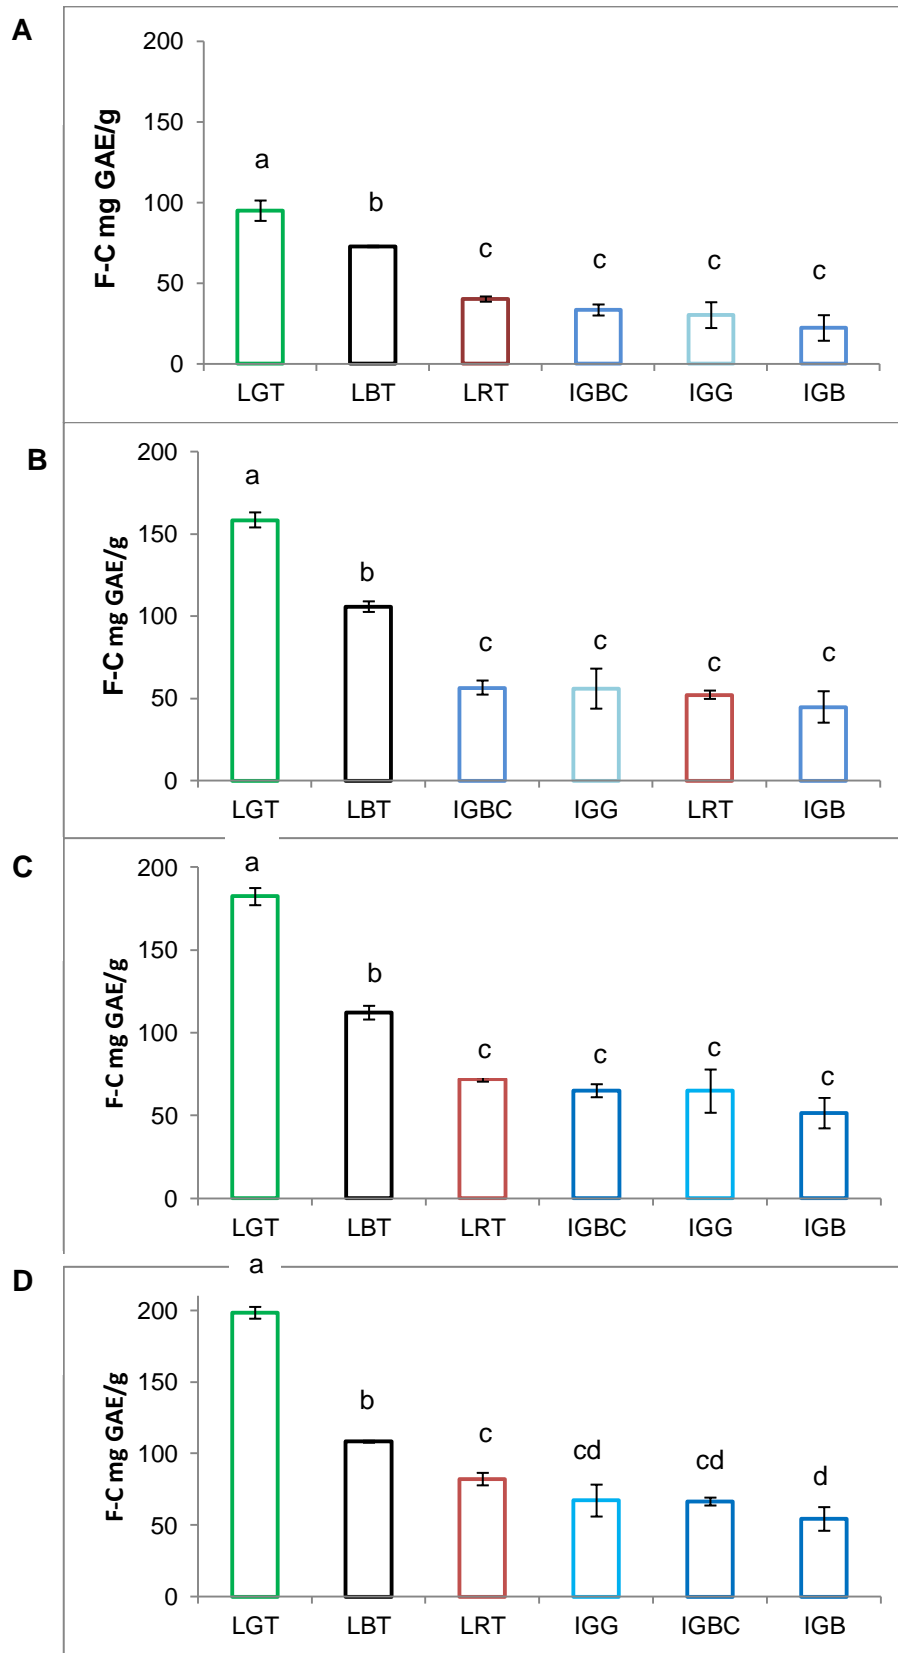 A
F-C mg GAE/g
200
150
100
50
0
a
b
c
c
c
c
LGT LBT LRT IGBC IGG IGB
B
F-C mg GAE/g
200
150
100
50
0
a
b
c
c
c
c
LGT LBT IGBC IGG LRT IGB
C
F-C mg GAE/g
200
150
100
50
0
a
b
c
c
c
c
LGT LBT LRT IGBC IGG IGB
D
F-C mg GAE/g
200
150
100
50
0
a
b
c
cd
cd
d
LGT LBT LRT IGG IGBC IGB